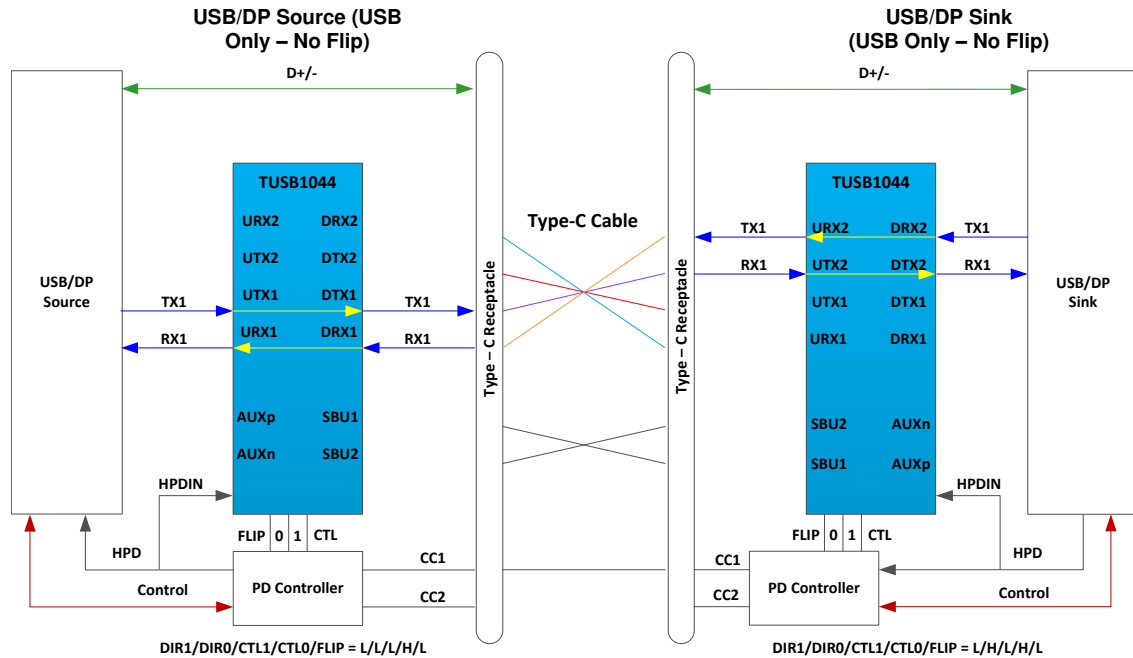 USB/DP Source (USB
Only – No Flip)
USB/DP Sink
(USB Only – No Flip)
D+/-
D+/-
TUSB1044
URX2 DRX2
UTX2 DTX2
UTX1 DTX1
URX1 DRX1
AUXp SBU1
AUXn SBU2
USB/DP
Source
TX1
RX1
TX1
RX1
Type – C Receptacle
Type-C Cable
Type – C Receptacle
TUSB1044
URX2 DRX2
UTX2 DTX2
UTX1 DTX1
URX1 DRX1
SBU2 AUXn
SBU1 AUXp
TX1
RX1
TX1
RX1
USB/DP
Sink
HPDIN
HPD
Control
FLIP 0 1 CTL
PD Controller
CC1
CC2
HPDIN
HPD
Control
FLIP 0 1 CTL
PD Controller
CC1
CC2
DIR1/DIR0/CTL1/CTL0/FLIP = L/L/L/H/L
DIR1/DIR0/CTL1/CTL0/FLIP = L/H/L/H/L